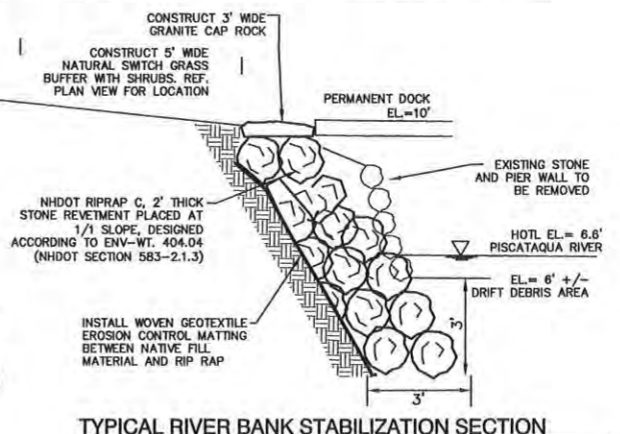 CONSTRUCT 3' WIDE
GRANITE CAP ROCK
CONSTRUCT 5' WIDE
NATURAL SWITCH GRASS
BUFFER WITH SHRUBS. REF.
PLAN VIEW FOR LOCATION
PERMANENT DOCK
EL.=10'
EXISTING STONE
AND PIER WALL TO
BE REMOVED
NHDOT RIPRAP C, 2' THICK
STONE REVETMENT PLACED AT
1/1 SLOPE, DESIGNED
ACCORDING TO ENV-WT. 404.04
(NHDOT SECTION 583-2.1.3)
HOTL EL.= 6.6'
PISCATAQUA RIVER
EL.= 6' +/-
DRIFT DEBRIS AREA
INSTALL WOVEN GEOTEXTILE
EROSION CONTROL MATTING
BETWEEN NATIVE FILL
MATERIAL AND RIP RAP
3'
3'
TYPICAL RIVER BANK STABILIZATION SECTION